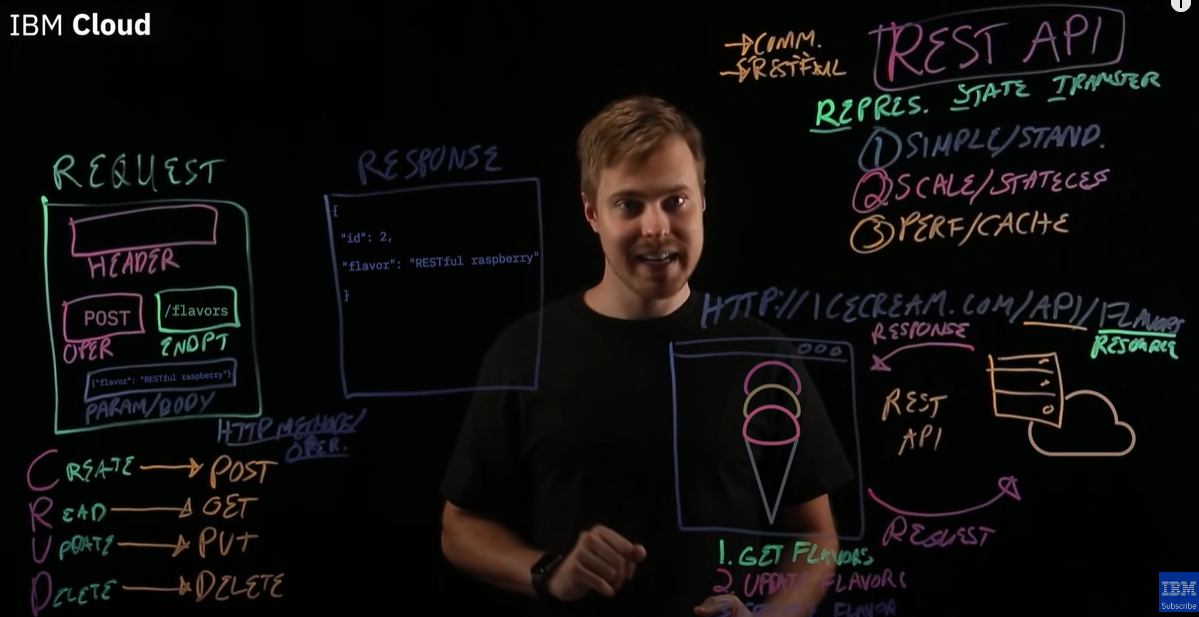 IBM Cloud
→ COMM.
→ RESTFUL
REST API
REPRES. STATE TRANSFER
① SIMPLE/STAND.
② SCALE/STATELESS
③ PERF/CACHE
REQUEST
HEADER
POST
OPER
/flavors
ENDPT
{"flavor": "RESTful raspberry"}
PARAM/BODY
RESPONSE
{
"id": 2,
"flavor": "RESTful raspberry"
}
HTTP METHODS/
OPER.
CREATE → POST
READ → GET
UPDATE → PUT
DELETE → DELETE
HTTP://ICECREAM.COM/API/FLAVORS
RESOURCE
RESPONSE
REST
API
REQUEST
1. GET FLAVORS
2. UPDATE FLAVORS
FLAVOR
IBM
Subscribe